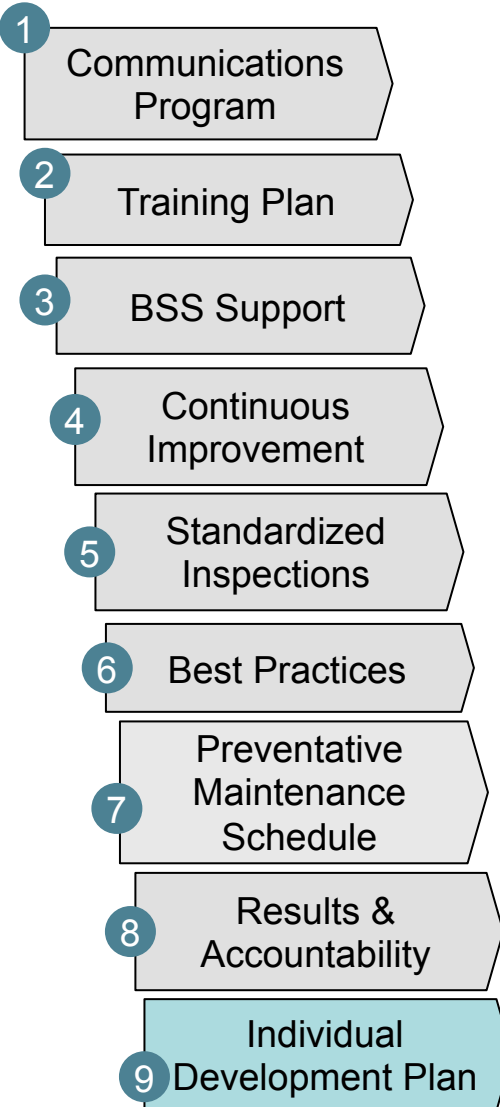 1
Communications
Program
2
Training Plan
3
BSS Support
4
Continuous
Improvement
5
Standardized
Inspections
6
Best Practices
7
Preventative
Maintenance
Schedule
8
Results &
Accountability
9
Individual
Development Plan